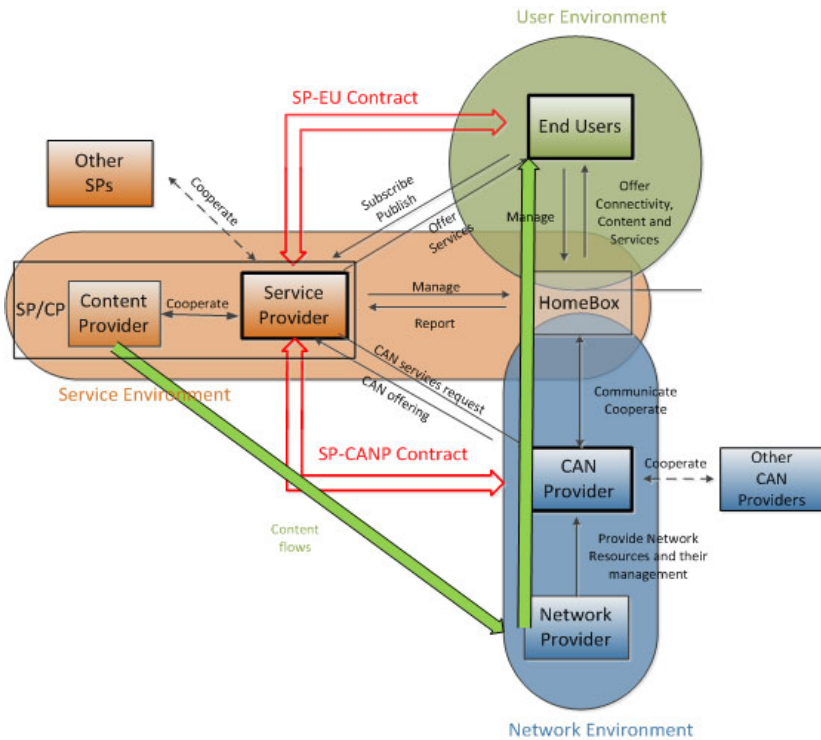 User Environment
SP-EU Contract
End Users
Other
SPs
Cooperate
Subscribe
Publish
Offer
Services
Manage
Offer
Connectivity,
Content and
Services
SP/CP
Content
Provider
Cooperate
Service
Provider
Manage
Report
HomeBox
Service Environment
CAN services request
CAN offering
Communicate
Cooperate
SP-CANP Contract
CAN
Provider
Cooperate
Other
CAN
Providers
Content
flows
Provide Network
Resources and their
management
Network
Provider
Network Environment